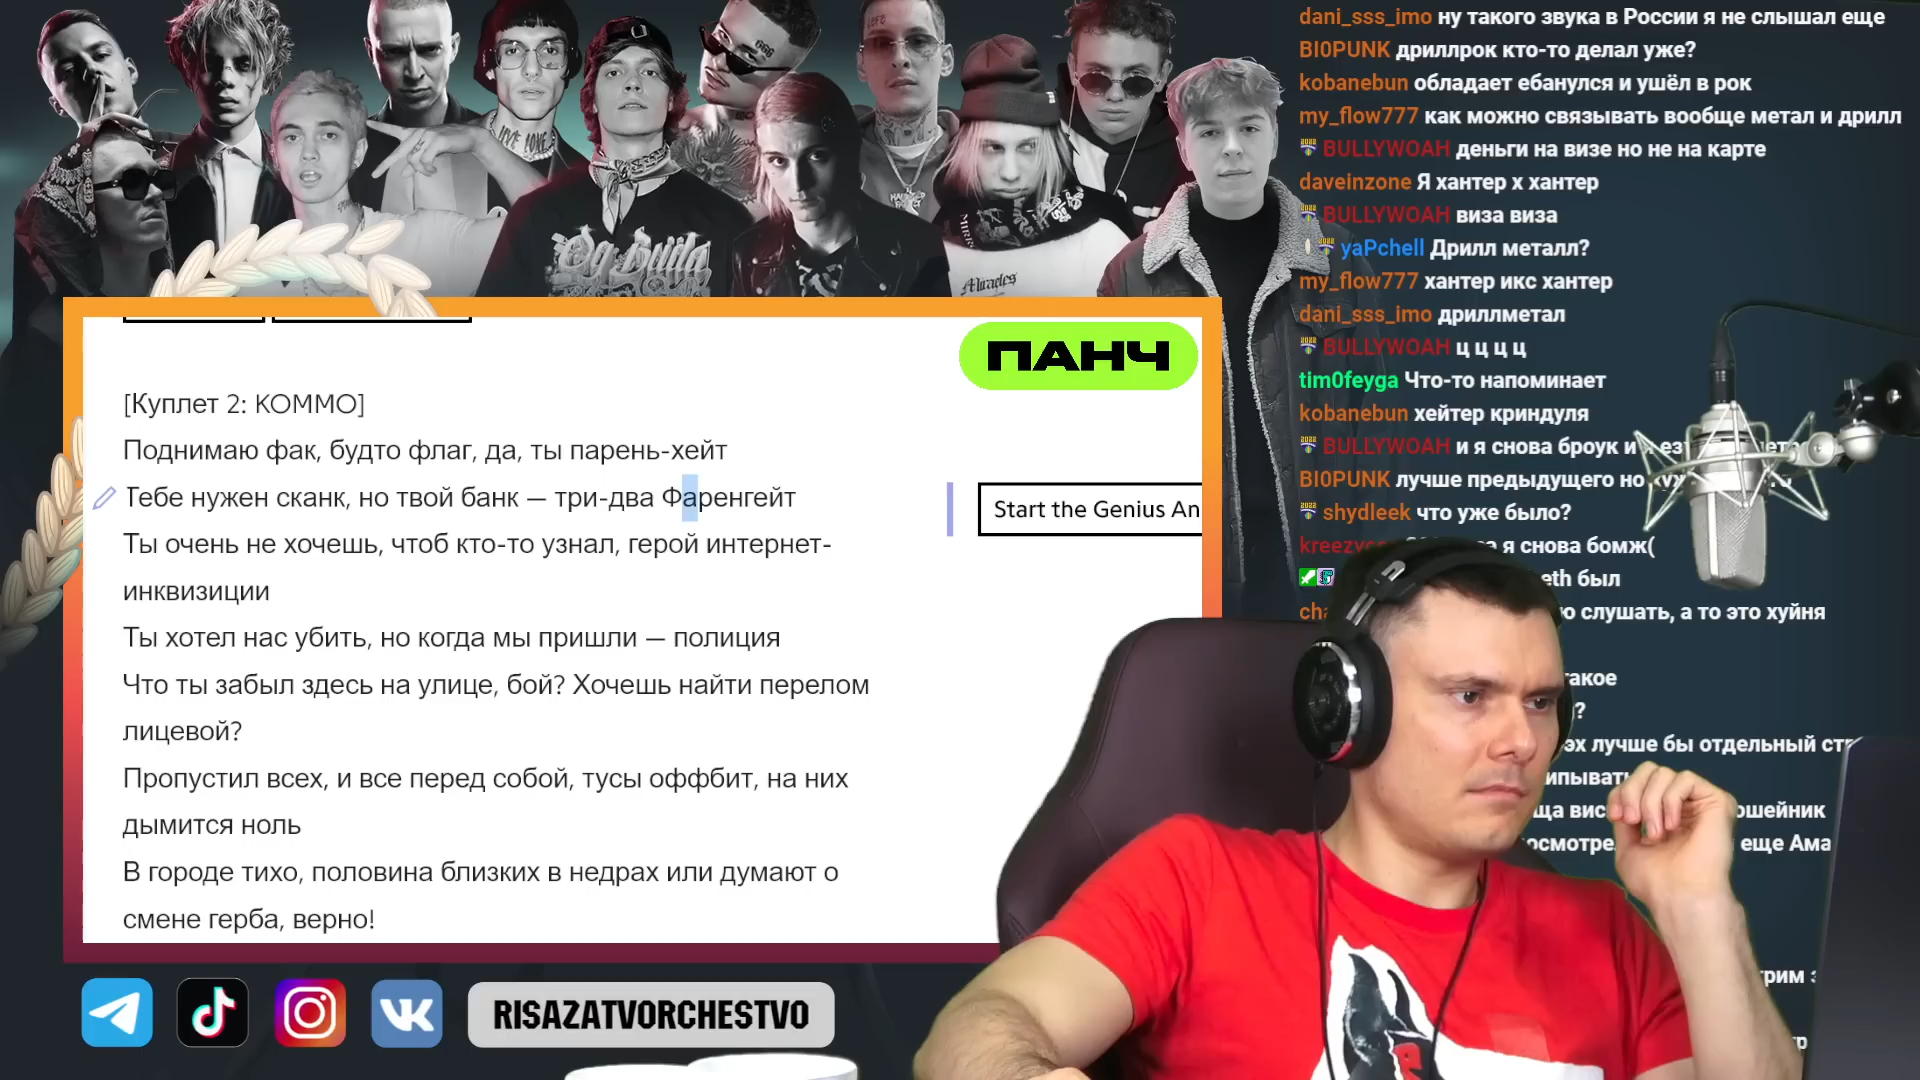 ПАНЧ
[Куплет 2: КОММО]
Поднимаю фак, будто флаг, да, ты парень-хейт
Тебе нужен сканк, но твой банк — три-два Фаренгейт
Ты очень не хочешь, чтоб кто-то узнал, герой интернет-
инквизиции
Ты хотел нас убить, но когда мы пришли — полиция
Что ты забыл здесь на улице, бой? Хочешь найти перелом
лицевой?
Пропустил всех, и все перед собой, тусы оффбит, на них
дымится ноль
В городе тихо, половина близких в недрах или думают о
смене герба, верно!
Start the Genius An
RISAZATVORCHESTVO
dani_sss_imo ну такого звука в России я не слышал еще
BI0PUNK дриллрок кто-то делал уже?
kobanebun обладает ебанулся и ушёл в рок
my_flow777 как можно связывать вообще метал и дрилл
BULLYWOAH деньги на визе но не на карте
daveinzone Я хантер х хантер
BULLYWOAH виза виза
yaPchell Дрилл металл?
my_flow777 хантер икс хантер
dani_sss_imo дриллметал
BULLYWOAH ц ц ц ц
tim0feyga Что-то напоминает
kobanebun хейтер криндуля
BULLYWOAH и я снова броук и
BI0PUNK лучше предыдущего но
shydleek что уже было?
я снова бомж(
eth был
слушать, а то это хуйня
такое
?
эх лучше бы отдельный
еще